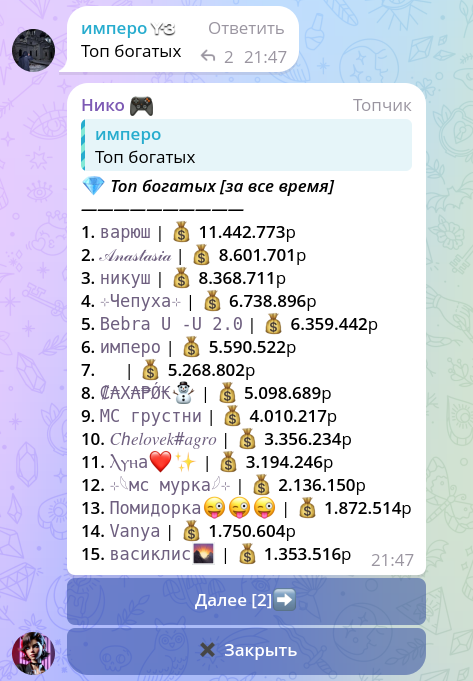 имперо Y-3 Ответить
Топ богатых
2 21:47
Нико 🎮 Топчик
имперо
Топ богатых
💎 Топ богатых [за все время]
——————————
1. варюш | 💰 11.442.773р
2. 𝒜𝓃𝒶𝓈𝓉𝒶𝓈𝒾𝒶 | 💰 8.601.701р
3. никуш | 💰 8.368.711р
4. ⊹Чепуха⊹ | 💰 6.738.896р
5. Bebra U -U 2.0 | 💰 6.359.442р
6. имперо | 💰 5.590.522р
7. | 💰 5.268.802р
8. ₡₳X₳₱Ó₭☃️ | 💰 5.098.689р
9. МС грустни | 💰 4.010.217р
10. 𝐶ℎ𝑒𝑙𝑜𝑣𝑒𝑘#𝑎𝑔𝑟𝑜 | 💰 3.356.234р
11. λүна❤️✨ | 💰 3.194.246р
12. ⊹𓆩мс мурка𓆪⊹ | 💰 2.136.150р
13. Помидорка😜😜😜 | 💰 1.872.514р
14. Vanya | 💰 1.750.604р
15. васиклис🌄 | 💰 1.353.516р
21:47
Далее [2]➡️
✖️ Закрыть